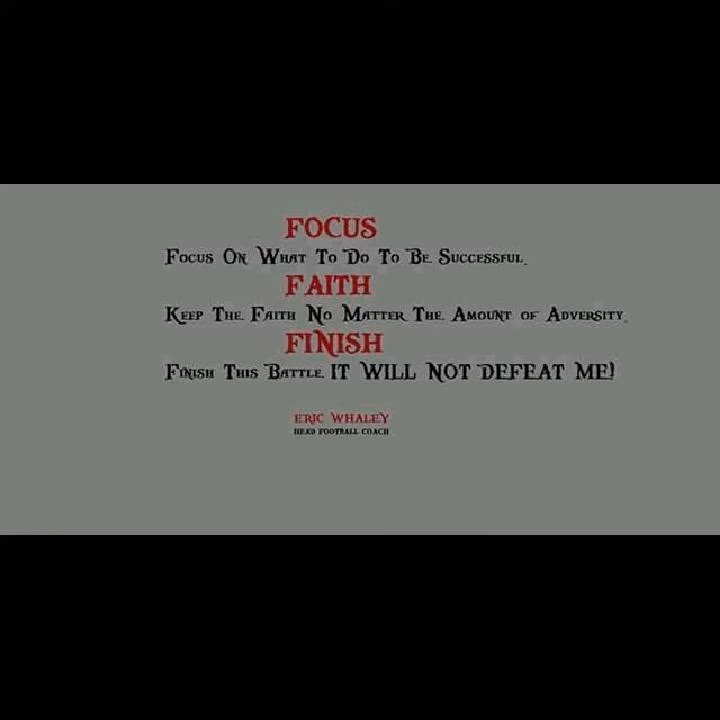 FOCUS
Focus On What To Do To Be Successful.
FAITH
Keep The Faith No Matter The Amount of Adversity.
FINISH
Finish This Battle. IT WILL NOT DEFEAT ME!
ERIC WHALEY
HEAD FOOTBALL COACH